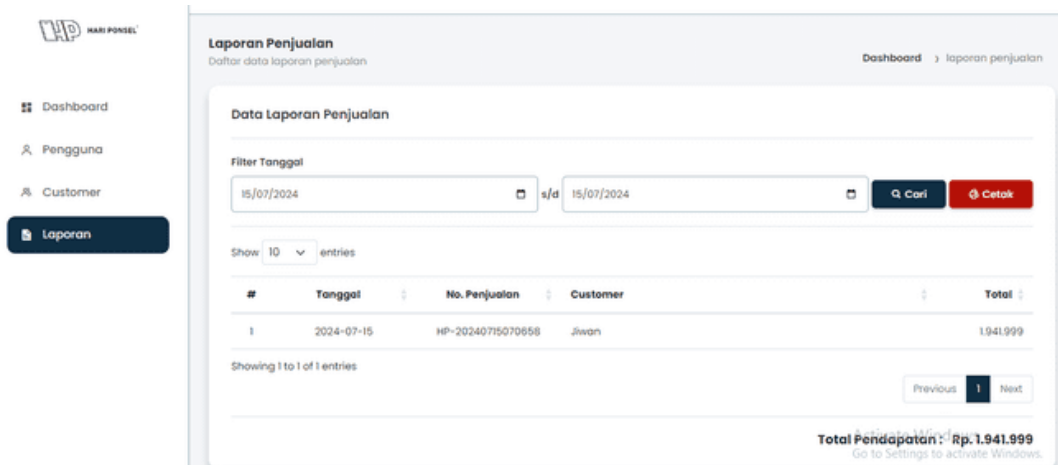 HP HARI PONSEL
Dashboard
Pengguna
Customer
Laporan
Laporan Penjualan
Daftar data laporan penjualan
Dashboard › laporan penjualan
Data Laporan Penjualan
Filter Tanggal
15/07/2024 s/d 15/07/2024 Cari Cetak
Show 10 entries
# Tanggal No. Penjualan Customer Total
1 2024-07-15 HP-20240715070658 Jiwan 1.941.999
Showing 1 to 1 of 1 entries
Previous 1 Next
Activate Windows
Total Pendapatan : Rp. 1.941.999
Go to Settings to activate Windows.